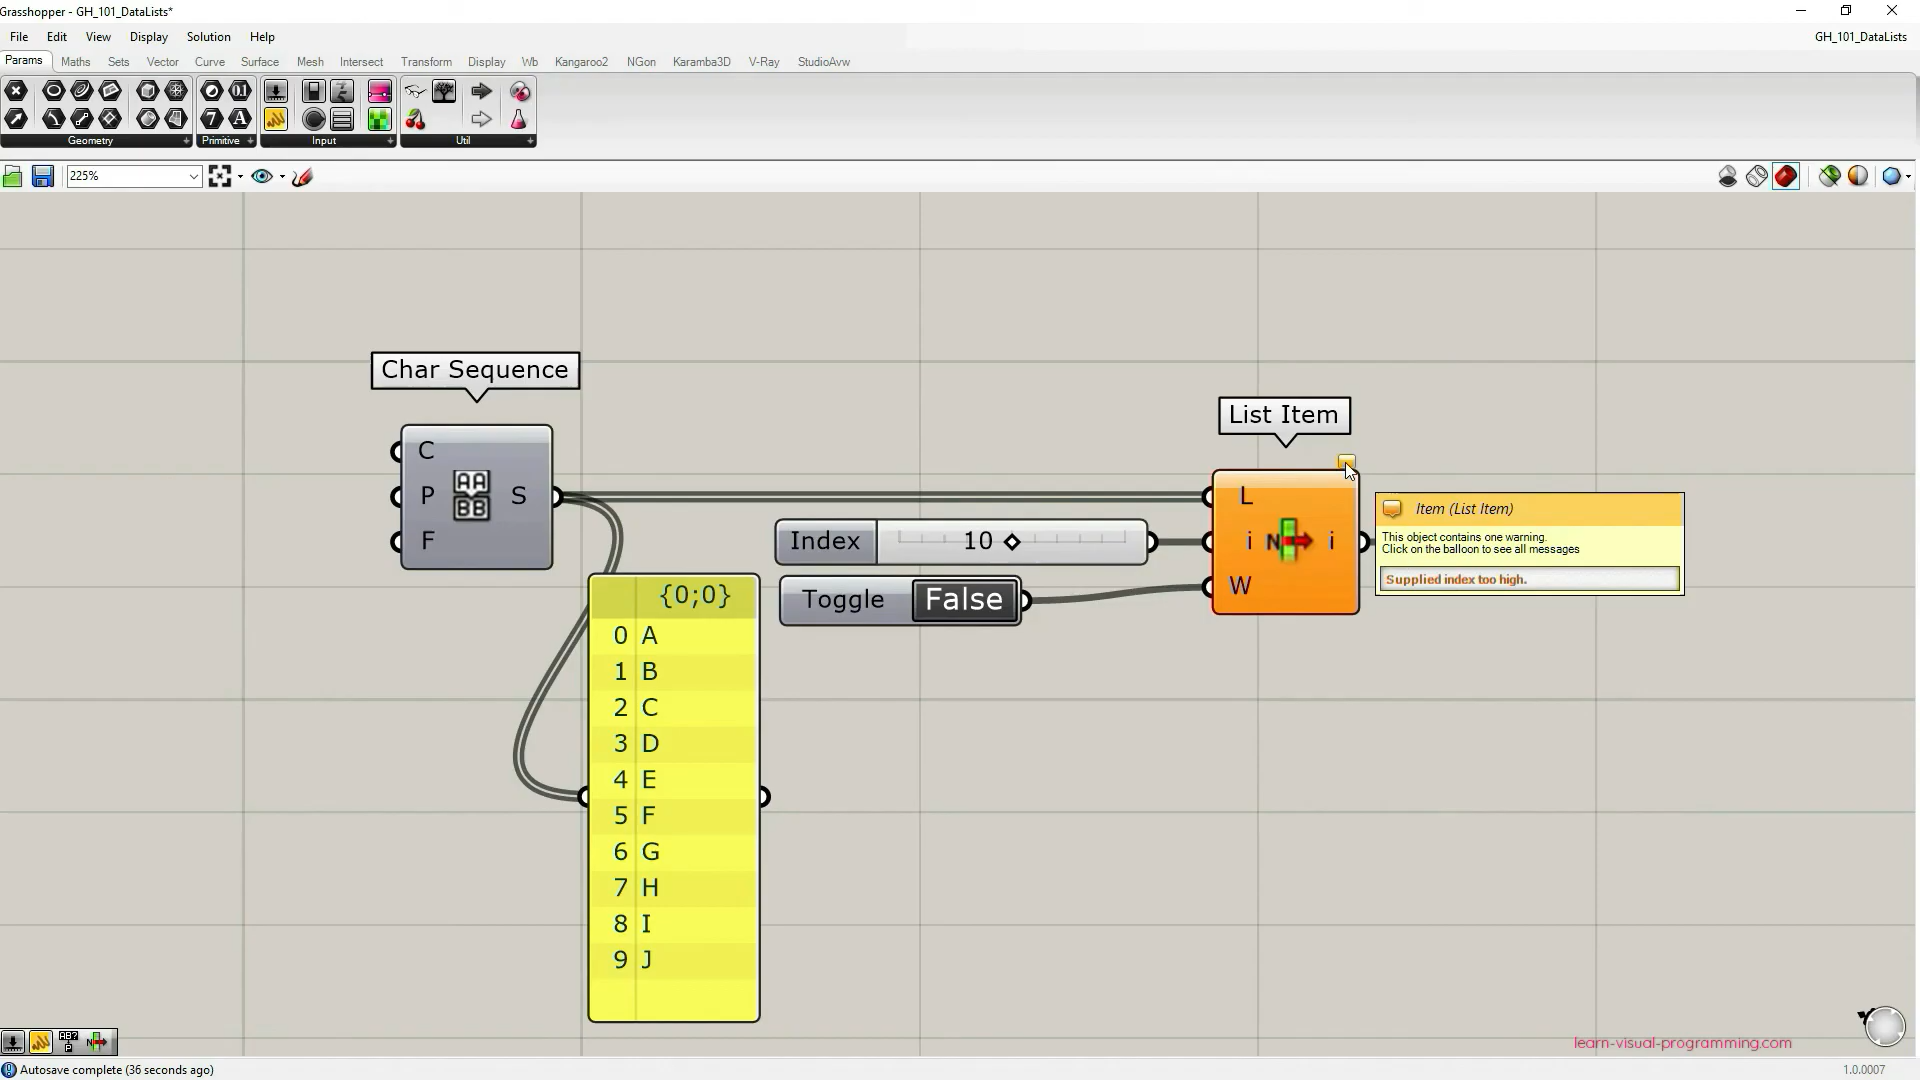 Grasshopper - GH_101_DataLists*
File Edit View Display Solution Help
GH_101_DataLists
Params Maths Sets Vector Curve Surface Mesh Intersect Transform Display Wb Kangaroo2 NGon Karamba3D V-Ray StudioAvw
Geometry Primitive Input Util
225%
Char Sequence
C
P S
F
AA
BB
List Item
L
i N i
W
Index 10
Toggle False
Item (List Item)
This object contains one warning.
Click on the balloon to see all messages
Supplied index too high.
{0;0}
0 A
1 B
2 C
3 D
4 E
5 F
6 G
7 H
8 I
9 J
learn-visual-programming.com
Autosave complete (36 seconds ago)
1.0.0007